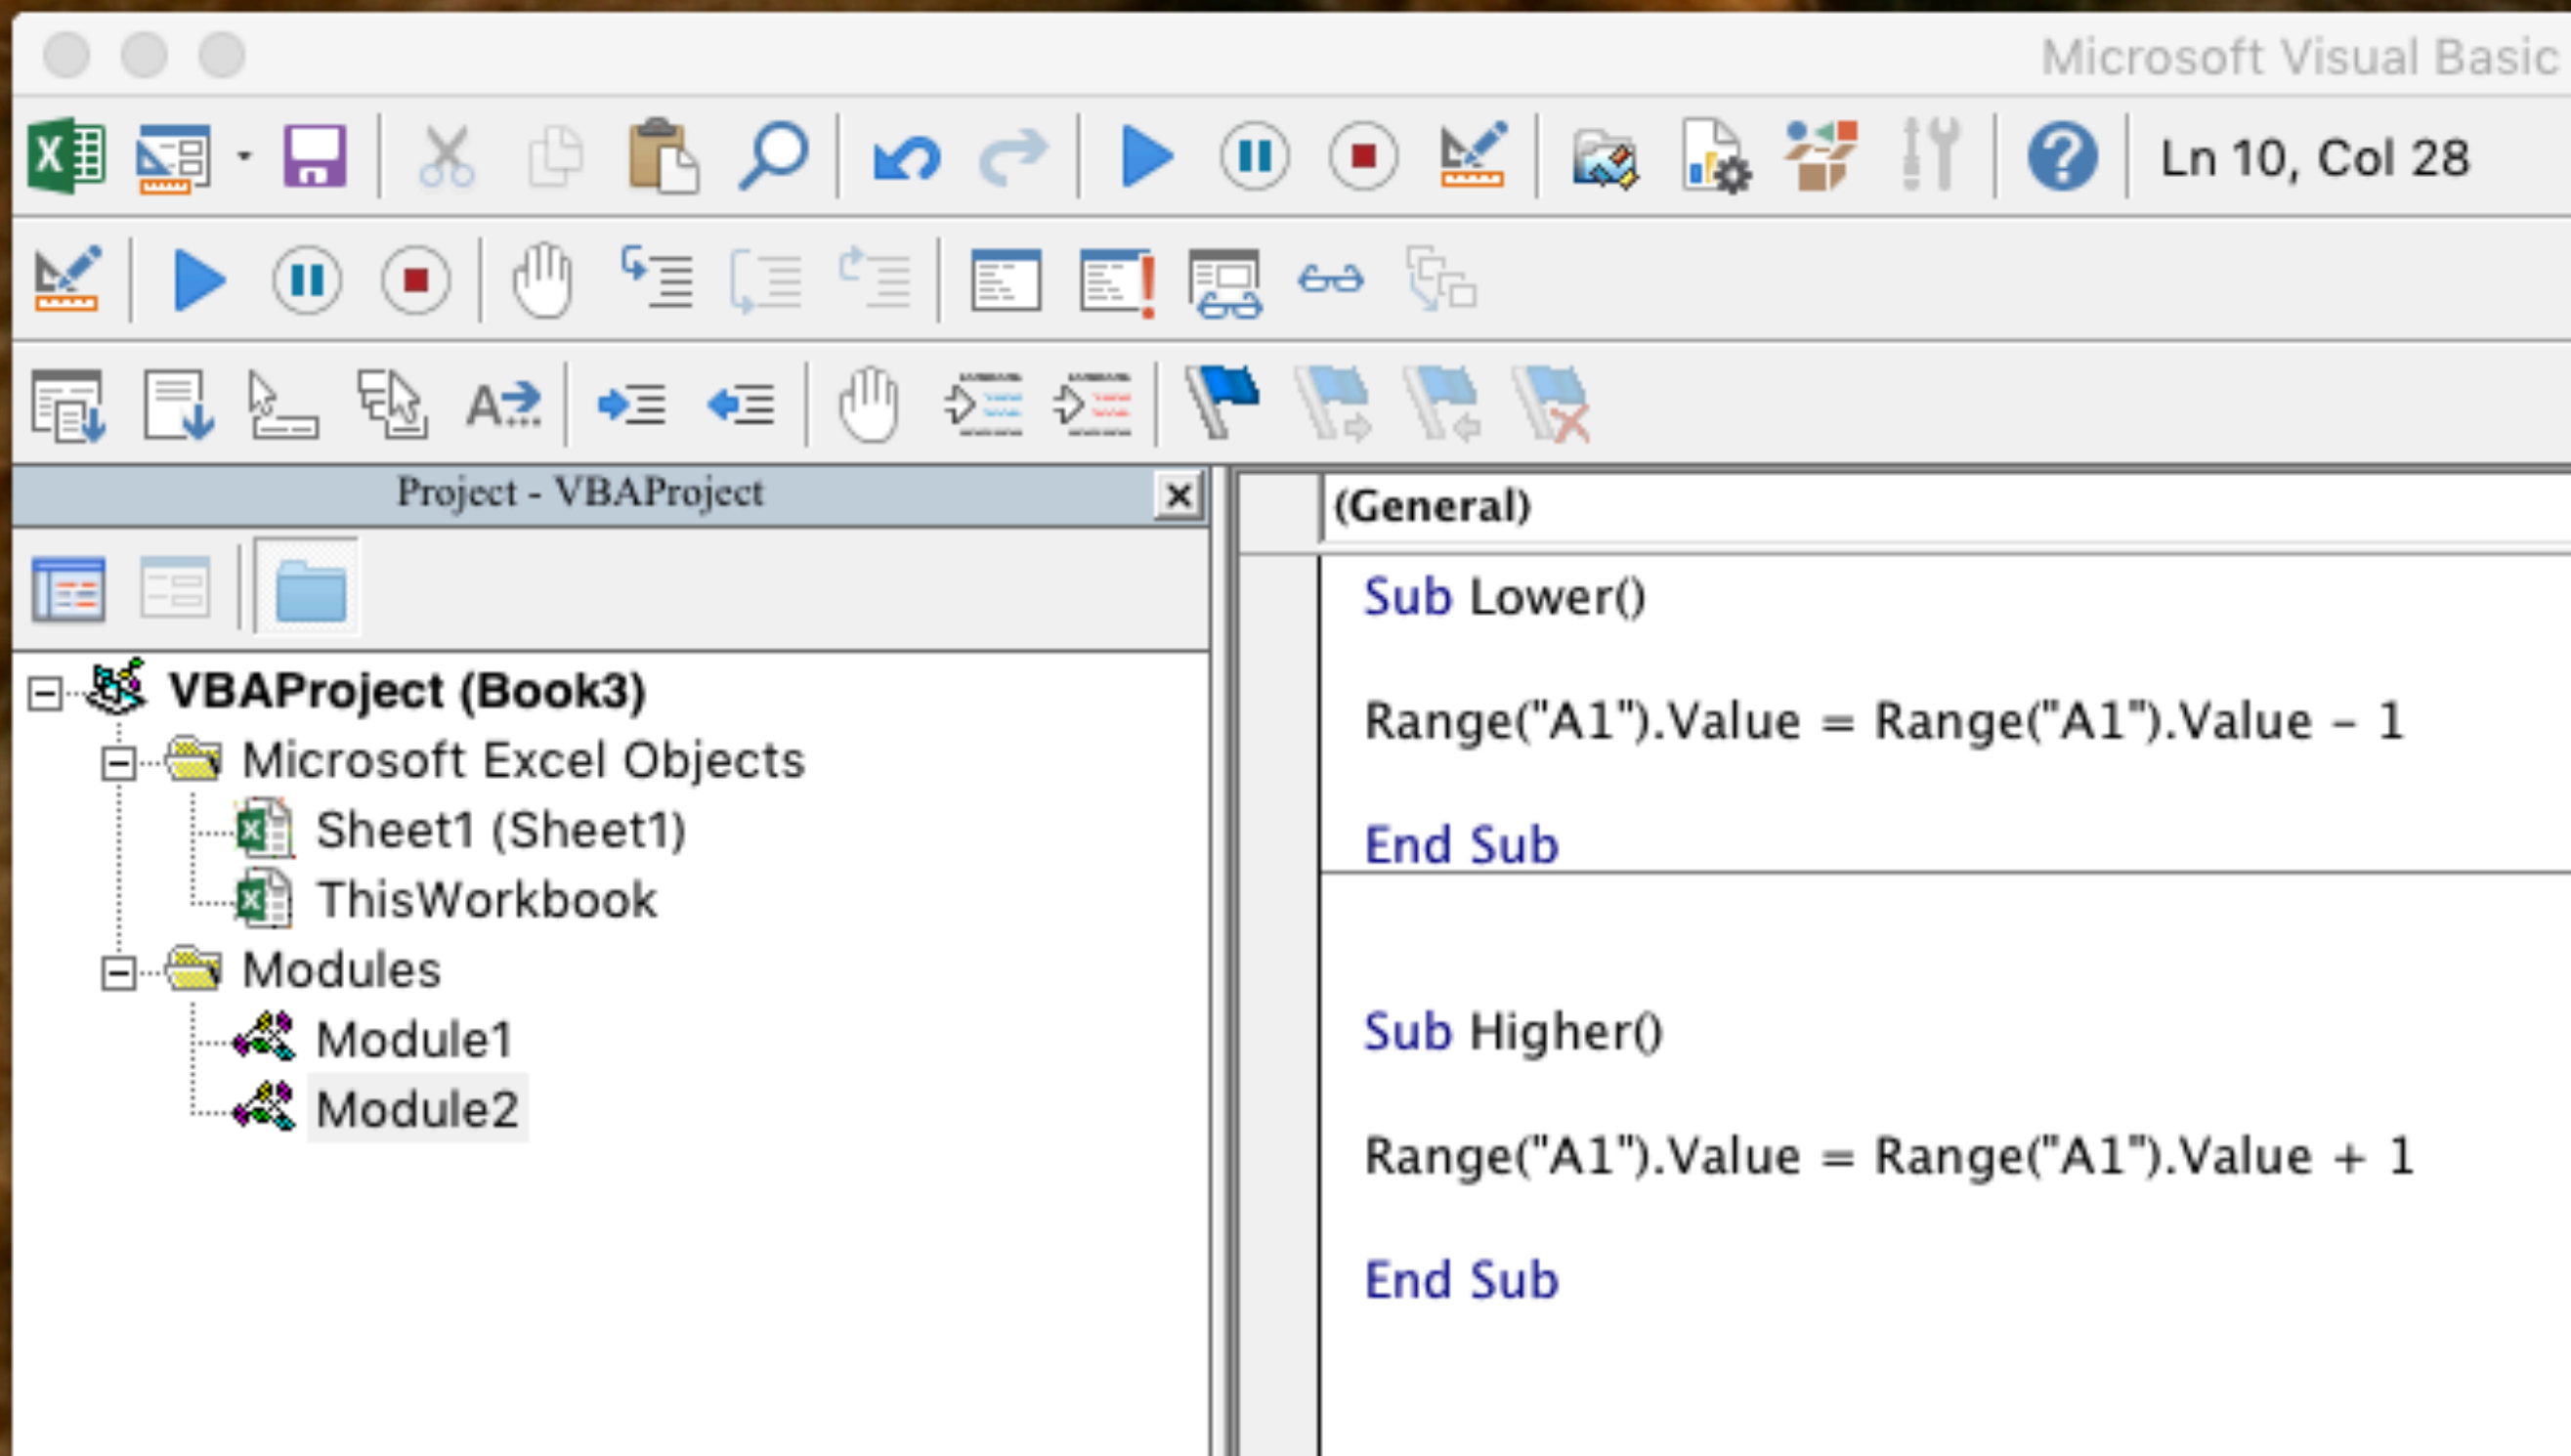 Microsoft Visual Basic
Ln 10, Col 28
Project - VBAProject
(General)
VBAProject (Book3)
Microsoft Excel Objects
Sheet1 (Sheet1)
ThisWorkbook
Modules
Module1
Module2
Sub Lower()
Range("A1").Value = Range("A1").Value - 1
End Sub
Sub Higher()
Range("A1").Value = Range("A1").Value + 1
End Sub